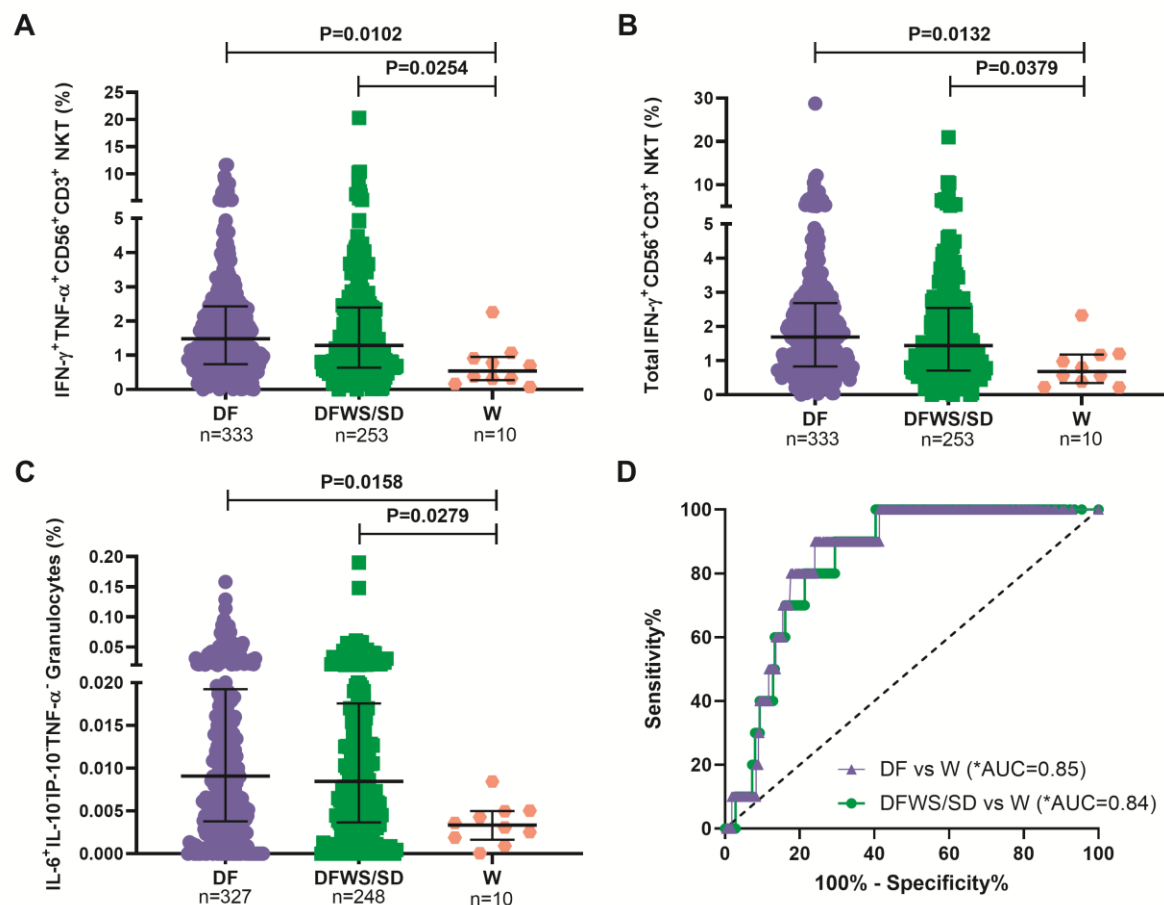 A
P=0.0102
P=0.0254
IFN-γ⁺TNF-α⁺CD56⁺CD3⁺ NKT (%)
25
20
15
10
5
5
4
3
2
1
0
DF
DFWS/SD
W
n=333
n=253
n=10
B
P=0.0132
P=0.0379
Total IFN-γ⁺CD56⁺CD3⁺ NKT (%)
30
20
10
5
4
3
2
1
0
DF
DFWS/SD
W
n=333
n=253
n=10
C
P=0.0158
P=0.0279
IL-6⁺IL-10⁻IP-10⁻TNF-α⁻ Granulocytes (%)
0.20
0.15
0.10
0.05
0.020
0.015
0.010
0.005
0.000
DF
DFWS/SD
W
n=327
n=248
n=10
D
Sensitivity%
100
80
60
40
20
0
DF vs W (*AUC=0.85)
DFWS/SD vs W (*AUC=0.84)
0
20
40
60
80
100
100% - Specificity%